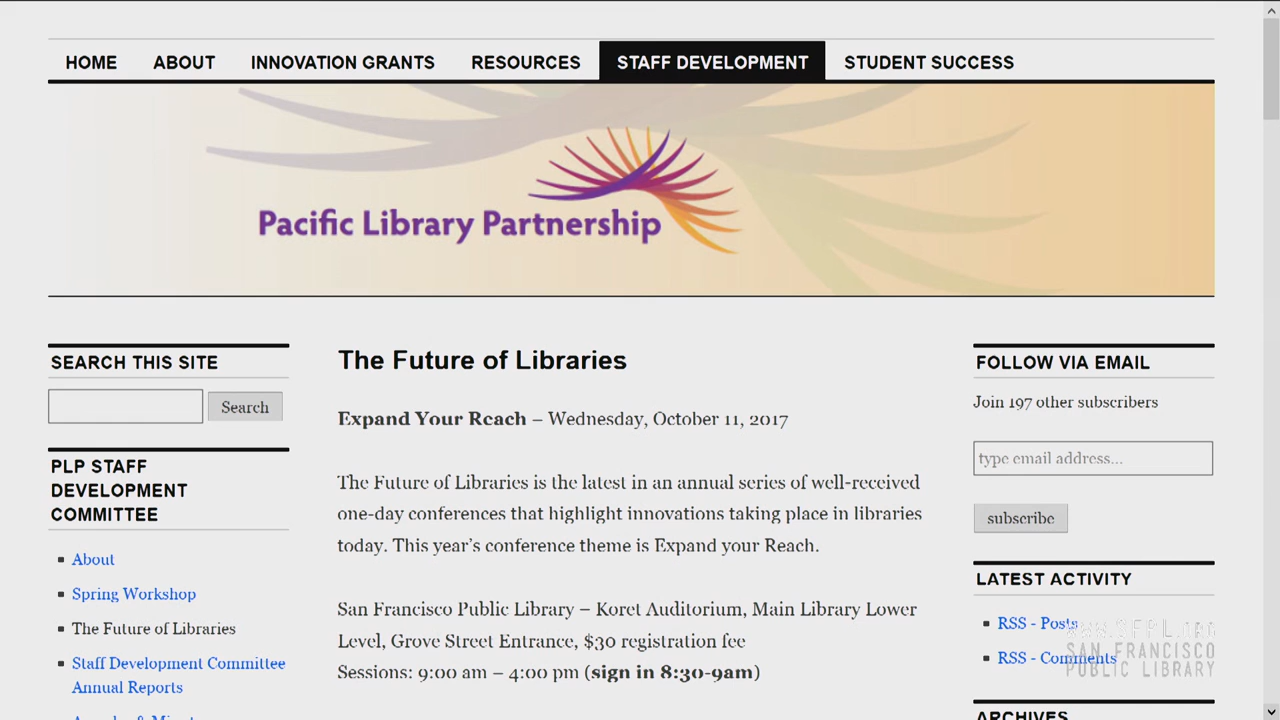 HOME ABOUT INNOVATION GRANTS RESOURCES STAFF DEVELOPMENT STUDENT SUCCESS
Pacific Library Partnership
SEARCH THIS SITE
Search
PLP STAFF
DEVELOPMENT
COMMITTEE
About
Spring Workshop
The Future of Libraries
Staff Development Committee
Annual Reports
The Future of Libraries
Expand Your Reach – Wednesday, October 11, 2017
The Future of Libraries is the latest in an annual series of well-received
one-day conferences that highlight innovations taking place in libraries
today. This year’s conference theme is Expand your Reach.
San Francisco Public Library – Koret Auditorium, Main Library Lower
Level, Grove Street Entrance, $30 registration fee
Sessions: 9:00 am – 4:00 pm (sign in 8:30-9am)
FOLLOW VIA EMAIL
Join 197 other subscribers
type email address...
subscribe
LATEST ACTIVITY
RSS - Posts
RSS - Comments
WWW.SFPL.ORG
SAN FRANCISCO
PUBLIC LIBRARY
ARCHIVES